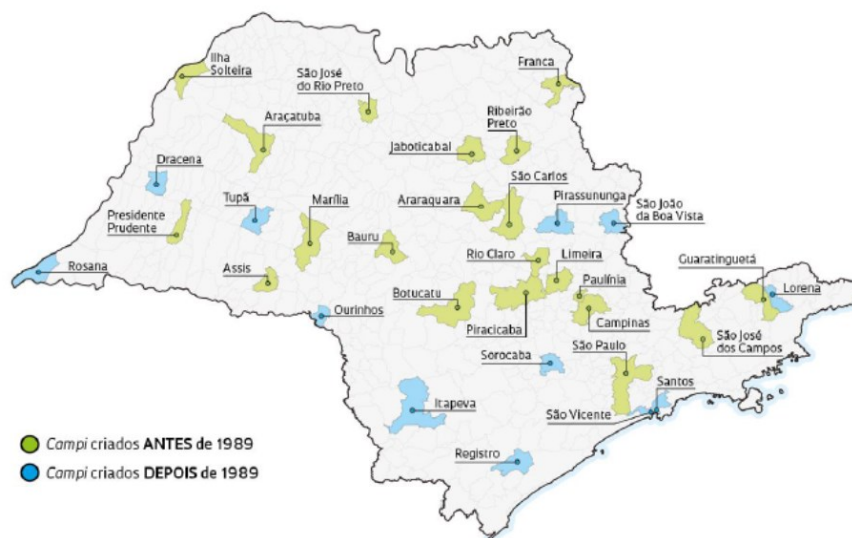 Ilha
Solteira
São José
do Rio Preto
Franca
Araçatuba
Ribeirão
Preto
Jaboticabal
Dracena
São Carlos
Tupã
Marília
Araraquara
Pirassununga
São João
da Boa Vista
Presidente
Prudente
Bauru
Rio Claro
Limeira
Guaratinguetá
Rosana
Assis
Paulínia
Lorena
Botucatu
Ourinhos
Piracicaba
Campinas
São José
dos Campos
São Paulo
Sorocaba
Santos
Itapeva
São Vicente
Registro
Campi criados ANTES de 1989
Campi criados DEPOIS de 1989